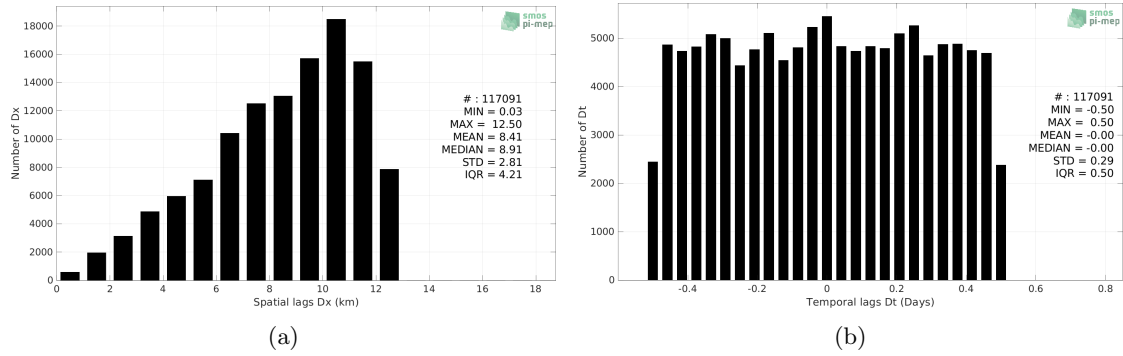 smos
pi-mep
18000
16000
14000
12000
10000
8000
6000
4000
2000
0
Number of Dx
# : 117091
MIN = 0.03
MAX = 12.50
MEAN = 8.41
MEDIAN = 8.91
STD = 2.81
IQR = 4.21
0 2 4 6 8 10 12 14 16 18
Spatial lags Dx (km)
(a)
smos
pi-mep
5000
4000
3000
2000
1000
0
Number of Dt
# : 117091
MIN = -0.50
MAX = 0.50
MEAN = -0.00
MEDIAN = -0.00
STD = 0.29
IQR = 0.50
-0.4 -0.2 0 0.2 0.4 0.6 0.8
Temporal lags Dt (Days)
(b)